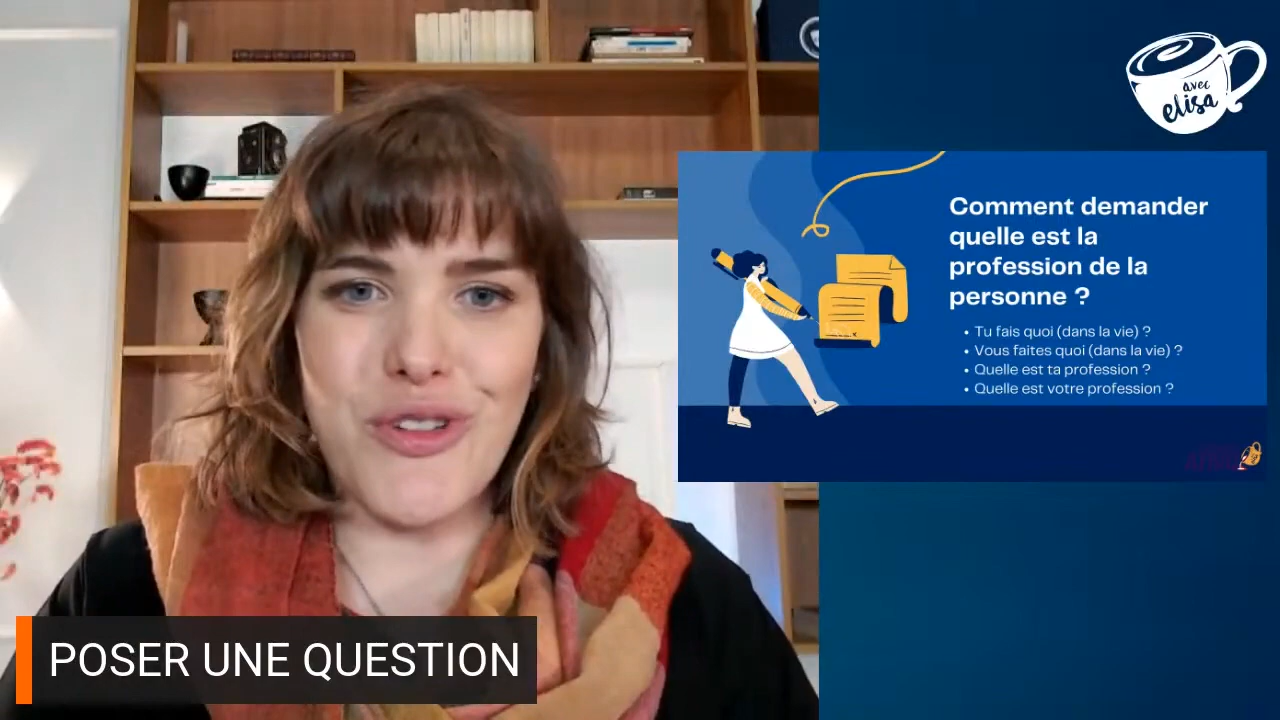 avec
elisa
Comment demander
quelle est la
profession de la
personne ?
• Tu fais quoi (dans la vie) ?
• Vous faites quoi (dans la vie) ?
• Quelle est ta profession ?
• Quelle est votre profession ?
POSER UNE QUESTION